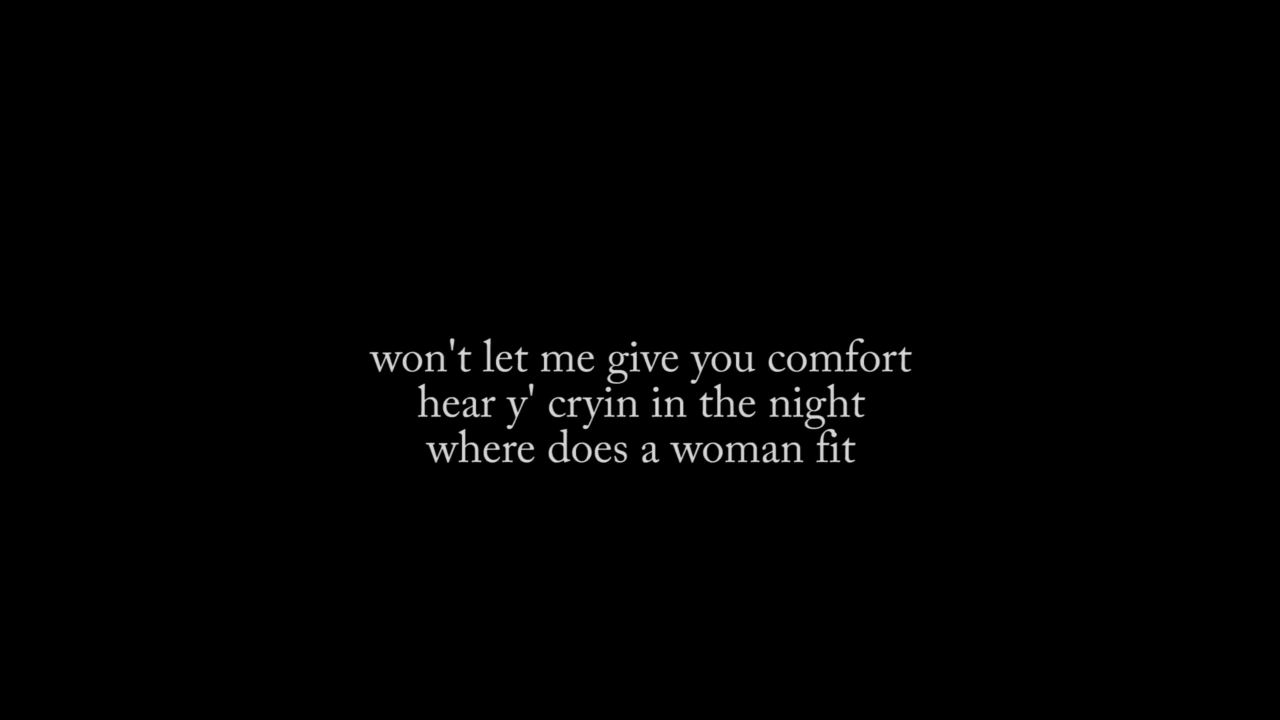 won't let me give you comfort
hear y' cryin in the night
where does a woman fit